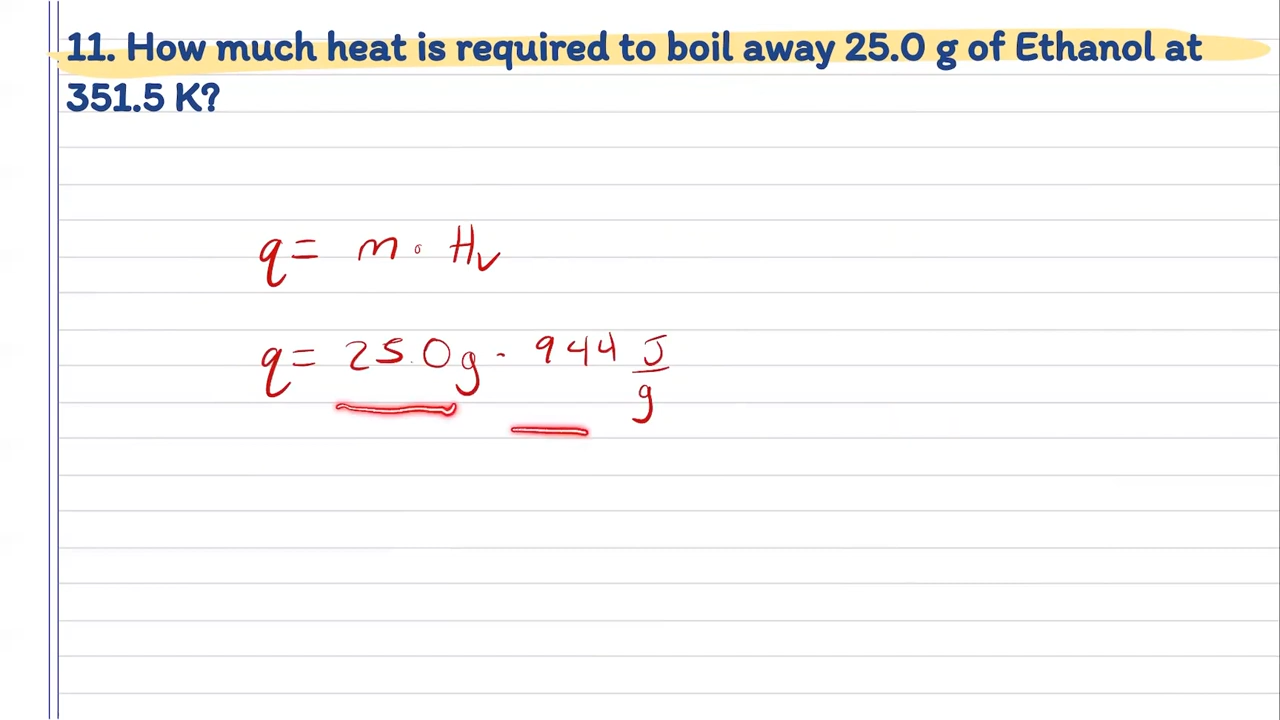 11. How much heat is required to boil away 25.0 g of Ethanol at
351.5 K?
q = m · Hv
q = 25.0 g · 944 J/g